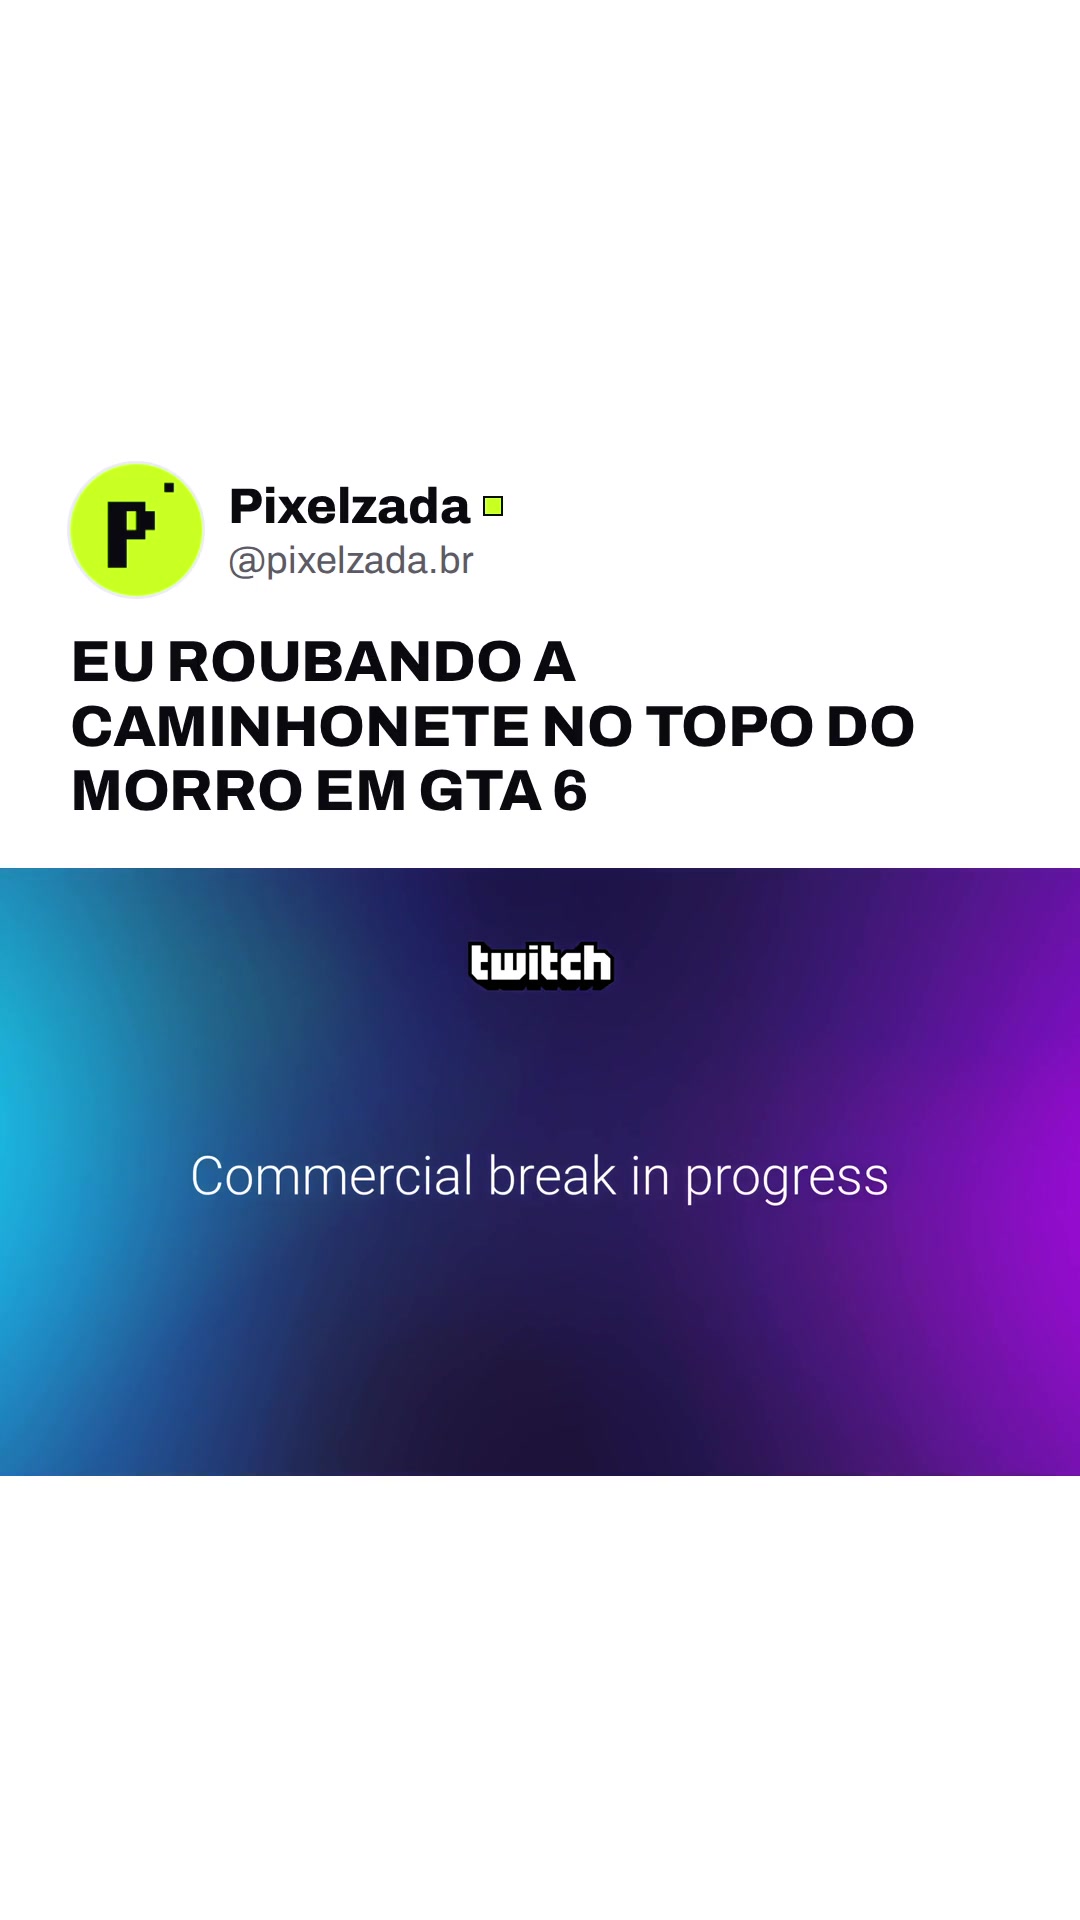 Pixelzada
@pixelzada.br
EU ROUBANDO A
CAMINHONETE NO TOPO DO
MORRO EM GTA 6
twitch
Commercial break in progress